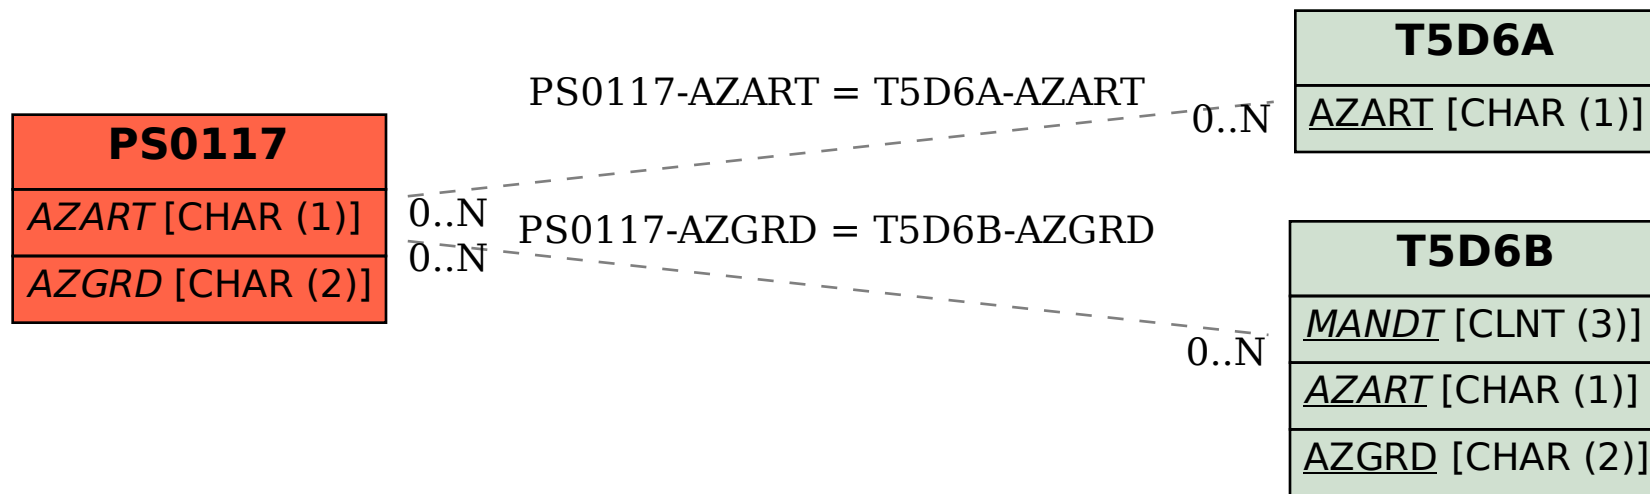 PS0117
AZART [CHAR (1)]
AZGRD [CHAR (2)]
PS0117-AZART = T5D6A-AZART
0..N
0..N
PS0117-AZGRD = T5D6B-AZGRD
0..N
0..N
T5D6A
AZART [CHAR (1)]
T5D6B
MANDT [CLNT (3)]
AZART [CHAR (1)]
AZGRD [CHAR (2)]